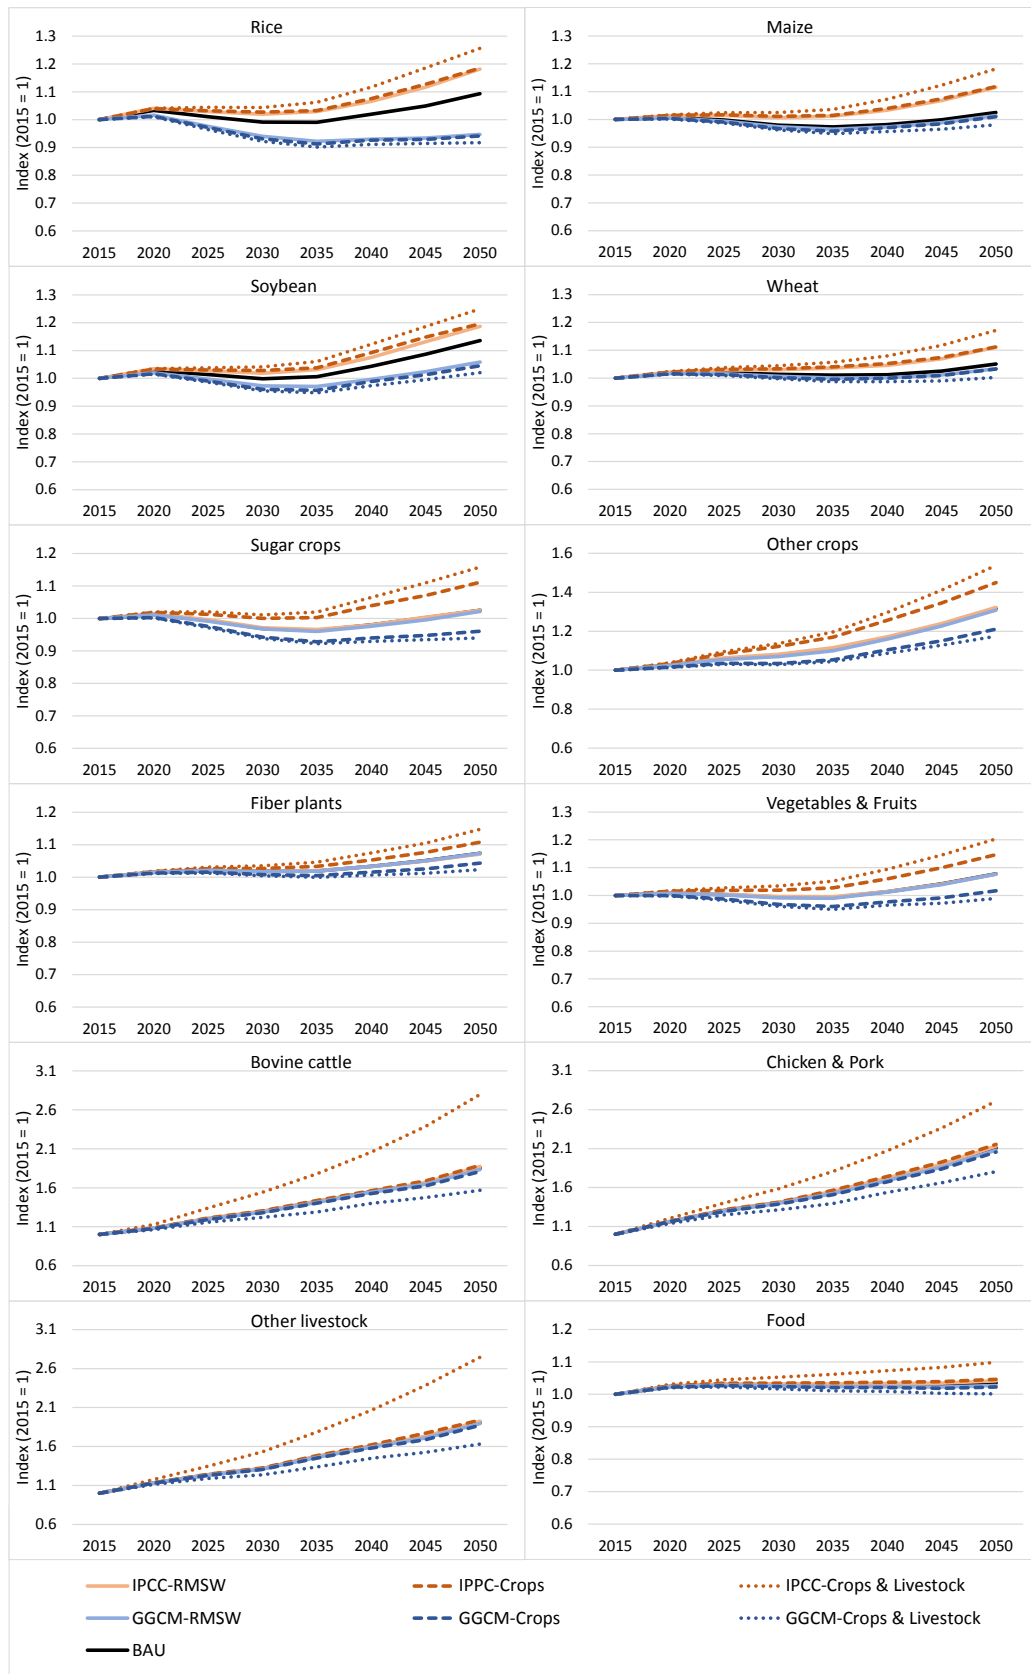 Rice
Index (2015 = 1)
1.3
1.2
1.1
1.0
0.9
0.8
0.7
0.6
2015 2020 2025 2030 2035 2040 2045 2050
Maize
Index (2015 = 1)
1.3
1.2
1.1
1.0
0.9
0.8
0.7
0.6
2015 2020 2025 2030 2035 2040 2045 2050
Soybean
Index (2015 = 1)
1.3
1.2
1.1
1.0
0.9
0.8
0.7
0.6
2015 2020 2025 2030 2035 2040 2045 2050
Wheat
Index (2015 = 1)
1.3
1.2
1.1
1.0
0.9
0.8
0.7
0.6
2015 2020 2025 2030 2035 2040 2045 2050
Sugar crops
Index (2015 = 1)
1.2
1.1
1.0
0.9
0.8
0.7
0.6
2015 2020 2025 2030 2035 2040 2045 2050
Other crops
Index (2015 = 1)
1.6
1.4
1.2
1.0
0.8
0.6
2015 2020 2025 2030 2035 2040 2045 2050
Fiber plants
Index (2015 = 1)
1.2
1.1
1.0
0.9
0.8
0.7
0.6
2015 2020 2025 2030 2035 2040 2045 2050
Vegetables & Fruits
Index (2015 = 1)
1.3
1.2
1.1
1.0
0.9
0.8
0.7
0.6
2015 2020 2025 2030 2035 2040 2045 2050
Bovine cattle
Index (2015 = 1)
3.1
2.6
2.1
1.6
1.1
0.6
2015 2020 2025 2030 2035 2040 2045 2050
Chicken & Pork
Index (2015 = 1)
3.1
2.6
2.1
1.6
1.1
0.6
2015 2020 2025 2030 2035 2040 2045 2050
Other livestock
Index (2015 = 1)
3.1
2.6
2.1
1.6
1.1
0.6
2015 2020 2025 2030 2035 2040 2045 2050
Food
Index (2015 = 1)
1.2
1.1
1.0
0.9
0.8
0.7
0.6
2015 2020 2025 2030 2035 2040 2045 2050
IPCC-RMSW IPPC-Crops IPCC-Crops & Livestock
GGCM-RMSW GGCM-Crops GGCM-Crops & Livestock
BAU